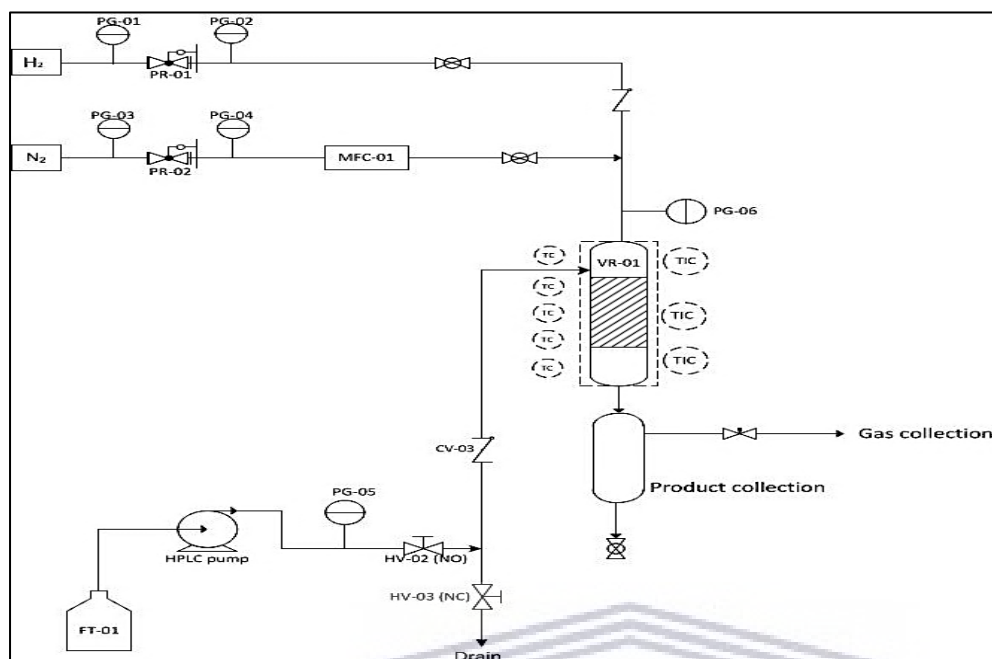 PG-01
PG-02
H₂
PR-01
PG-03
PG-04
N₂
MFC-01
PR-02
PG-06
TC
VR-01
TIC
TC
TC
TIC
TC
TIC
TC
Gas collection
CV-03
Product collection
PG-05
HPLC pump
HV-02 (NO)
HV-03 (NC)
FT-01
Drain